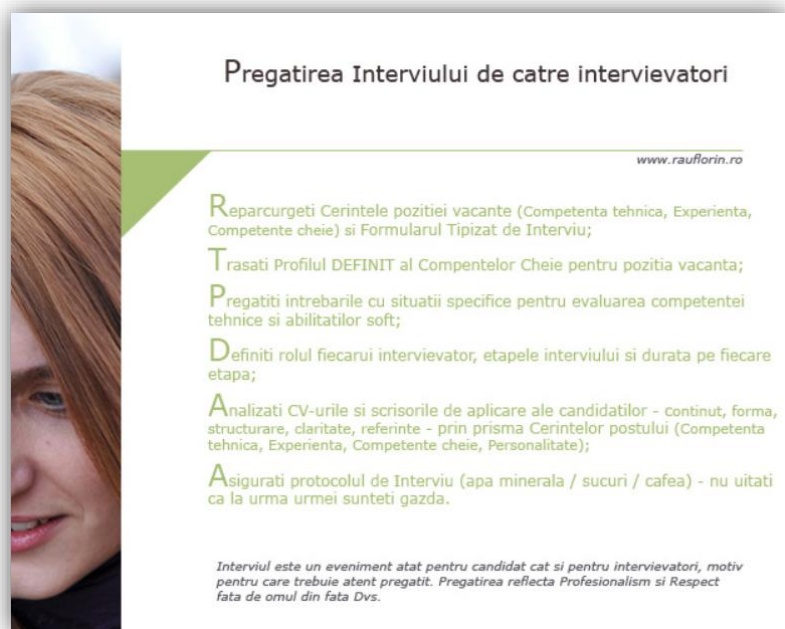 Pregatirea Interviului de catre intervievatori
www.rauflorin.ro
Reparcurgeti Cerintele pozitiei vacante (Competenta tehnica, Experienta,
Competente cheie) si Formularul Tipizat de Interviu;
Trasati Profilul DEFINIT al Compentelor Cheie pentru pozitia vacanta;
Pregatiti intrebarile cu situatii specifice pentru evaluarea competentei
tehnice si abilitatilor soft;
Definiti rolul fiecarui intervievator, etapele interviului si durata pe fiecare
etapa;
Analizati CV-urile si scrisorile de aplicare ale candidatilor - continut, forma,
structurare, claritate, referinte - prin prisma Cerintelor postului (Competenta
tehnica, Experienta, Competente cheie, Personalitate);
Asigurati protocolul de Interviu (apa minerala / sucuri / cafea) - nu uitati
ca la urma urmei sunteti gazda.
Interviul este un eveniment atat pentru candidat cat si pentru intervievatori, motiv
pentru care trebuie atent pregatit. Pregatirea reflecta Profesionalism si Respect
fata de omul din fata Dvs.